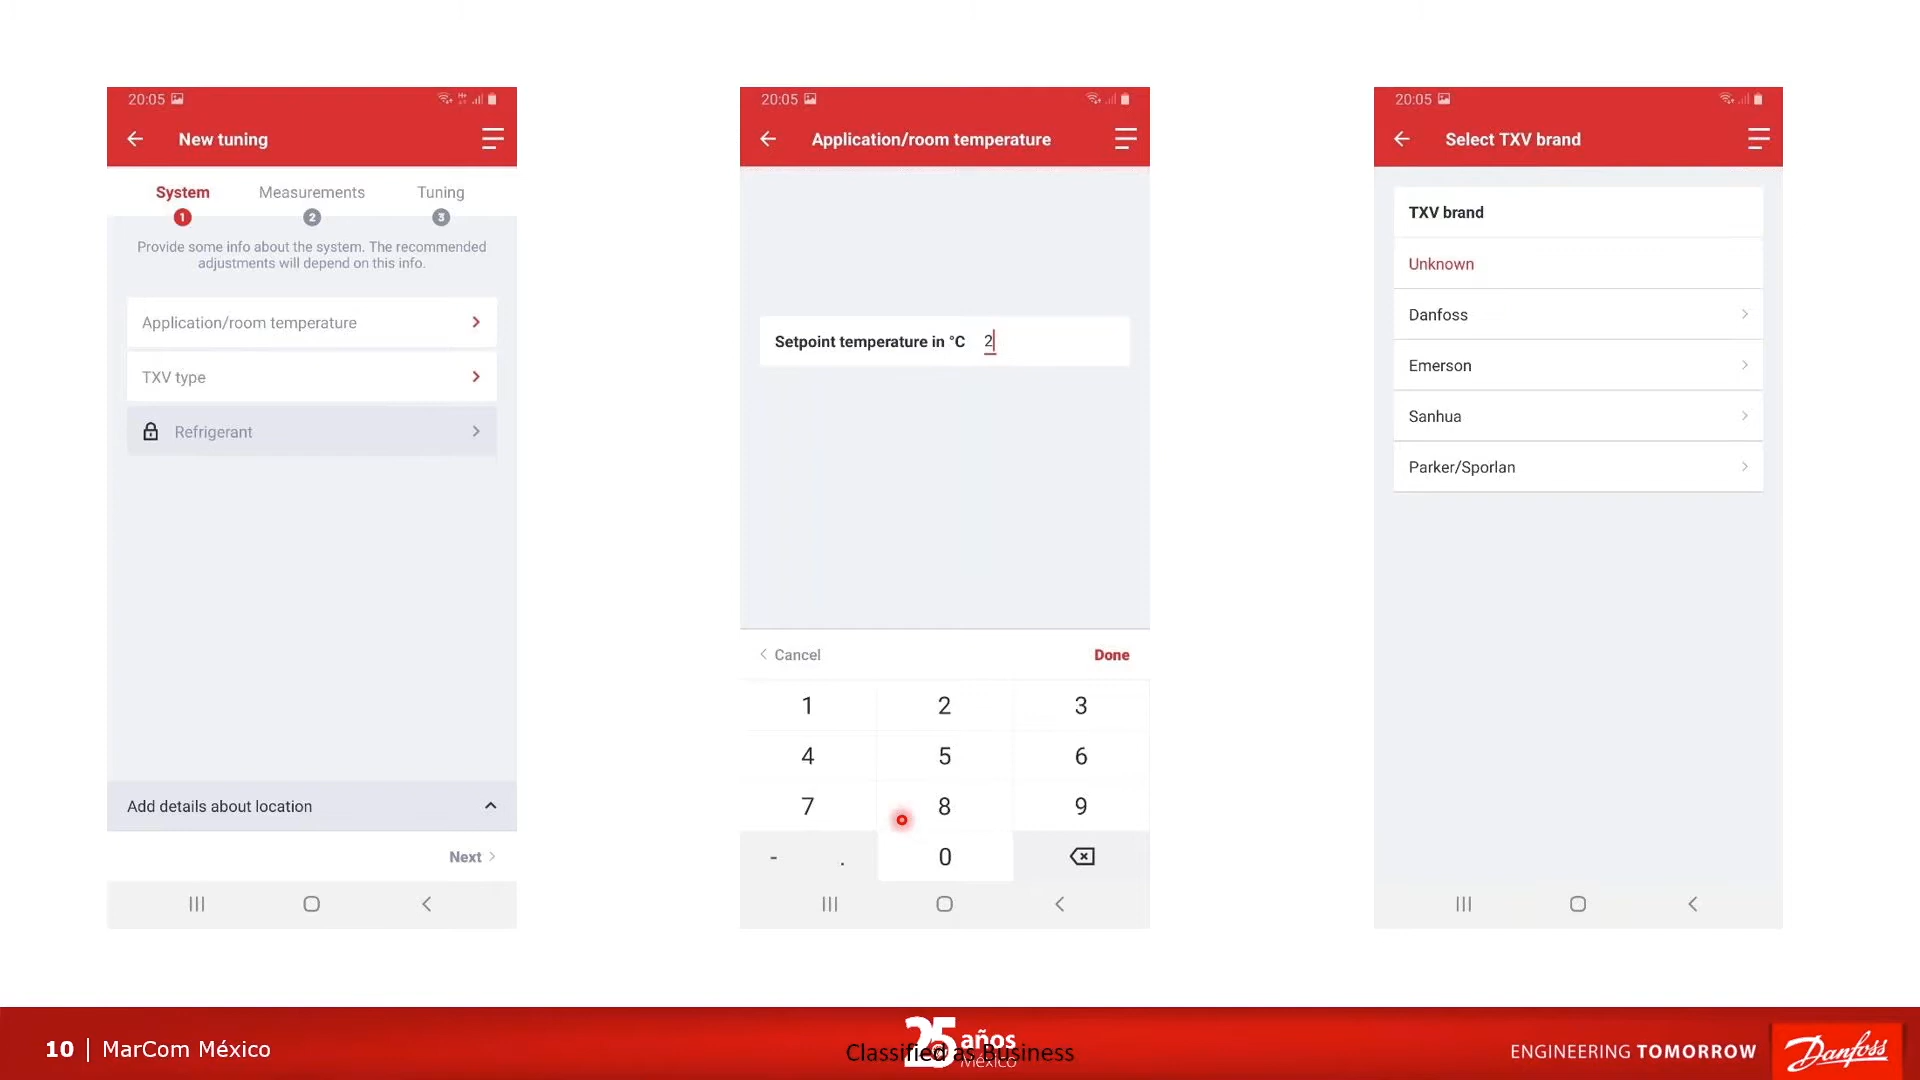 20:05
New tuning
System
Measurements
Tuning
1
2
3
Provide some info about the system. The recommended
adjustments will depend on this info.
Application/room temperature
TXV type
Refrigerant
Add details about location
Next
20:05
Application/room temperature
Setpoint temperature in °C 2
Cancel
Done
1 2 3
4 5 6
7 8 9
- . 0
20:05
Select TXV brand
TXV brand
Unknown
Danfoss
Emerson
Sanhua
Parker/Sporlan
10 | MarCom México
25 años
México
Classified as Business
ENGINEERING TOMORROW
Danfoss